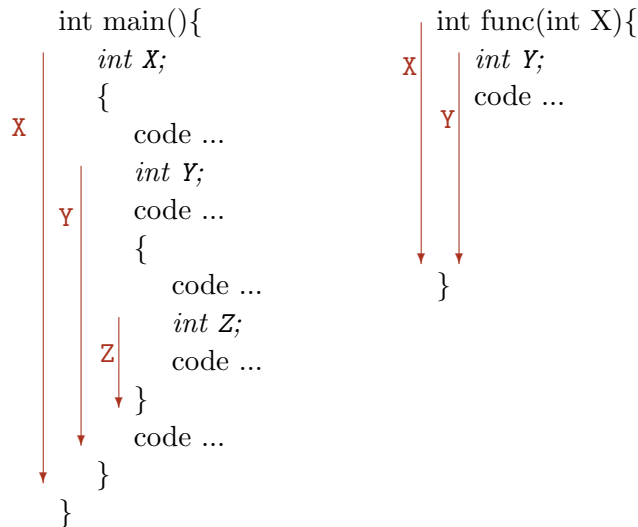 int main(){
int X;
{
X
code ...
int Y;
Y
code ...
{
code ...
int Z;
Z
code ...
}
code ...
}
}
int func(int X){
X
int Y;
code ...
Y
}